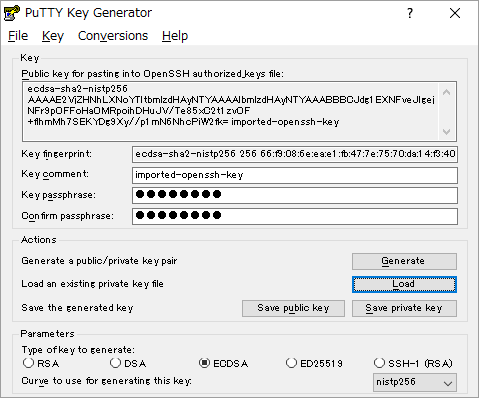 PuTTY Key Generator
File Key Conversions Help
Key
Public key for pasting into OpenSSH authorized_keys file:
ecdsa-sha2-nistp256
+flhmMh7SEKYDg9Xy//p1mN6NhcPiW2fk= imported-openssh-key
Key fingerprint: ecdsa-sha2-nistp256 256 66:f9:08:6e:ea:e1:fb:47:7e:75:70:da:14:f3:40
Key comment: imported-openssh-key
Key passphrase: ●●●●●●●●
Confirm passphrase: ●●●●●●●●
Actions
Generate a public/private key pair Generate
Load an existing private key file Load
Save the generated key Save public key Save private key
Parameters
Type of key to generate:
RSA DSA ECDSA ED25519 SSH-1 (RSA)
Curve to use for generating this key: nistp256